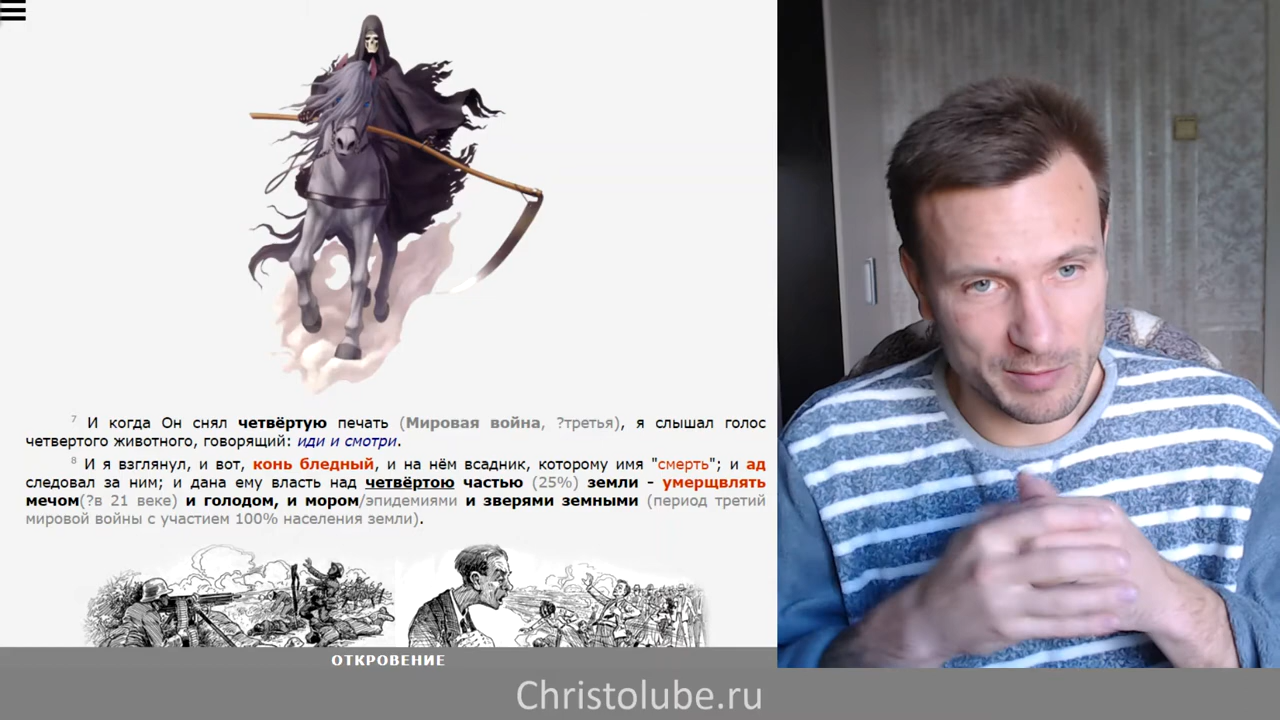 7 И когда Он снял четвёртую печать (Мировая война, ?третья), я слышал голос
четвертого животного, говорящий: иди и смотри.
8 И я взглянул, и вот, конь бледный, и на нём всадник, которому имя "смерть"; и ад
следовал за ним; и дана ему власть над четвёртою частью (25%) земли - умерщвлять
мечом(?в 21 веке) и голодом, и мором/эпидемиями и зверями земными (период третий
мировой войны с участием 100% населения земли).
ОТКРОВЕНИЕ
Christolube.ru